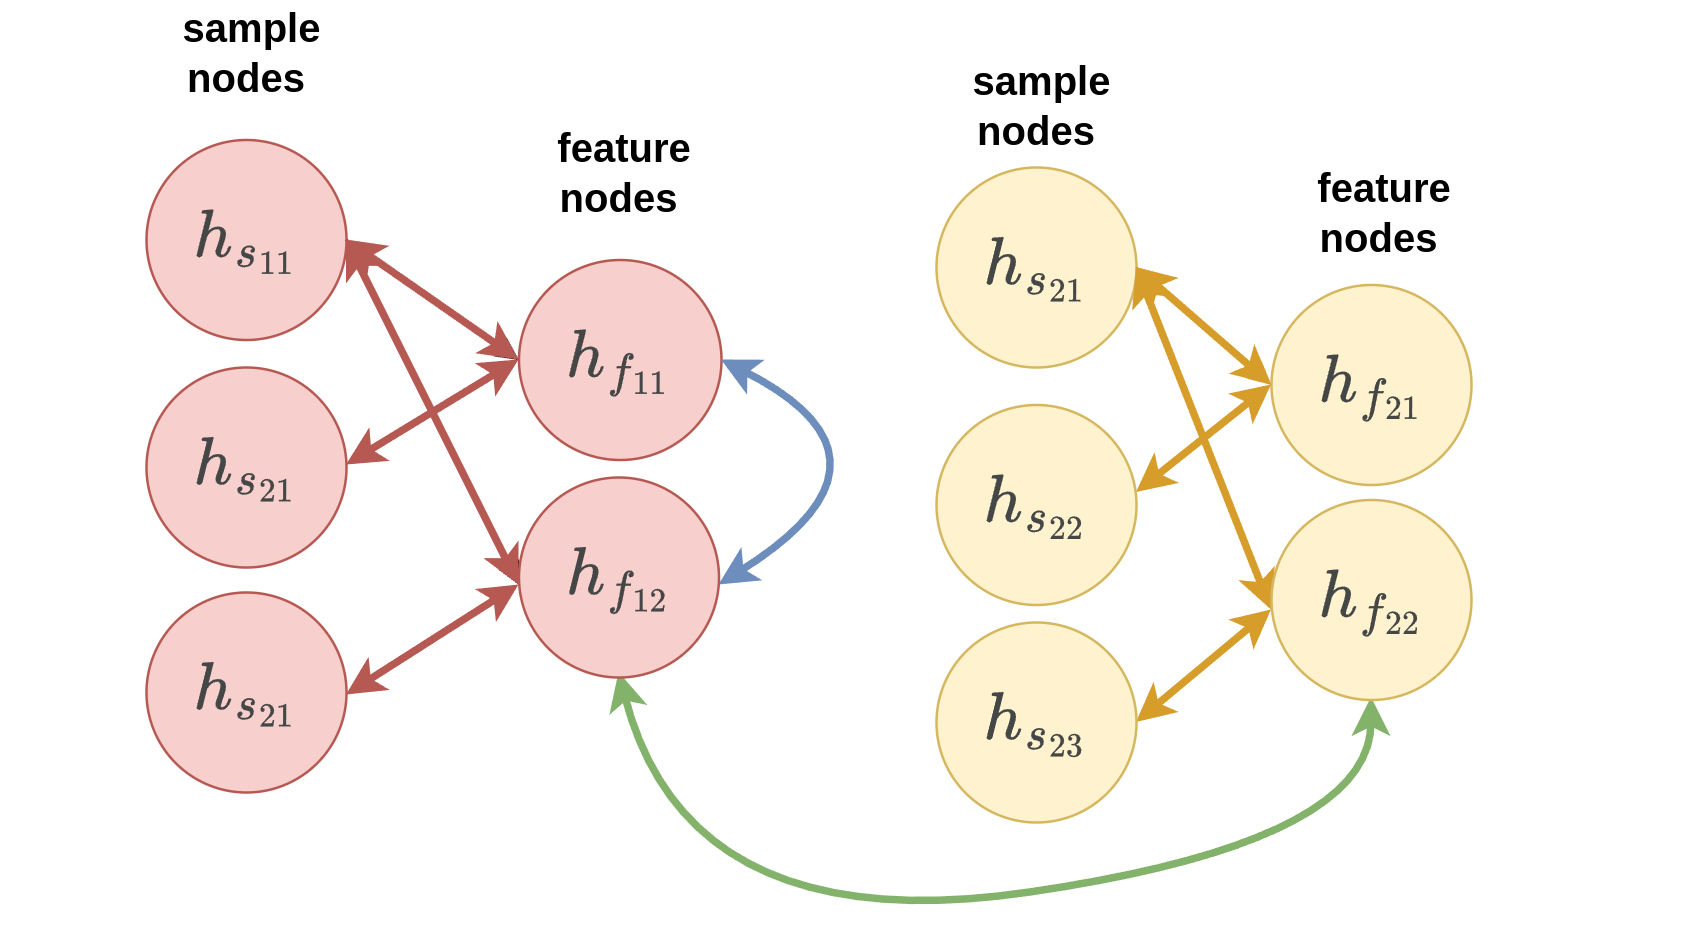 sample
nodes
h_{s_{11}}
h_{s_{21}}
h_{s_{21}}
feature
nodes
h_{f_{11}}
h_{f_{12}}
sample
nodes
h_{s_{21}}
h_{s_{22}}
h_{s_{23}}
feature
nodes
h_{f_{21}}
h_{f_{22}}